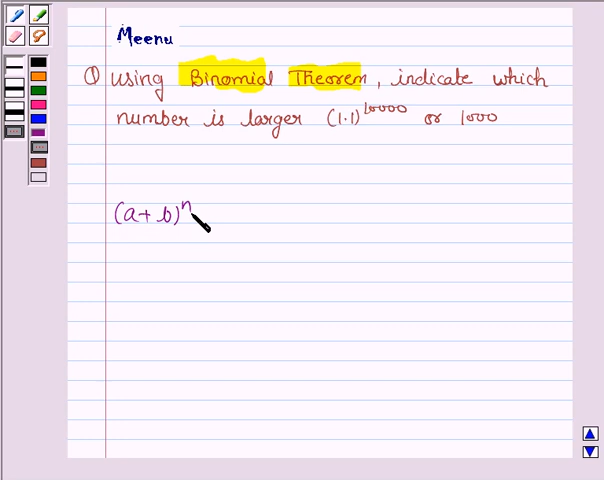 Meenu
① using Binomial Theorem, indicate which
number is larger (1.1)^10000 or 1000
(a+b)^n